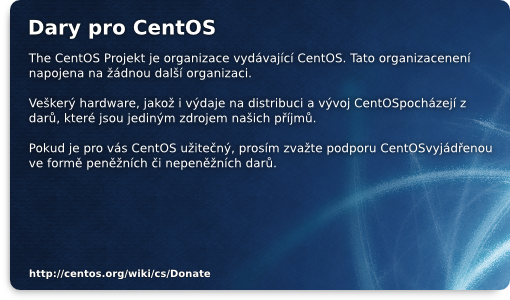 Dary pro CentOS
The CentOS Projekt je organizace vydávající CentOS. Tato organizacenení
napojena na žádnou další organizaci.
Veškerý hardware, jakož i výdaje na distribuci a vývoj CentOSpocházejí z
darů, které jsou jediným zdrojem našich příjmů.
Pokud je pro vás CentOS užitečný, prosím zvažte podporu CentOSvyjádřenou
ve formě peněžních či nepeněžních darů.
http://centos.org/wiki/cs/Donate